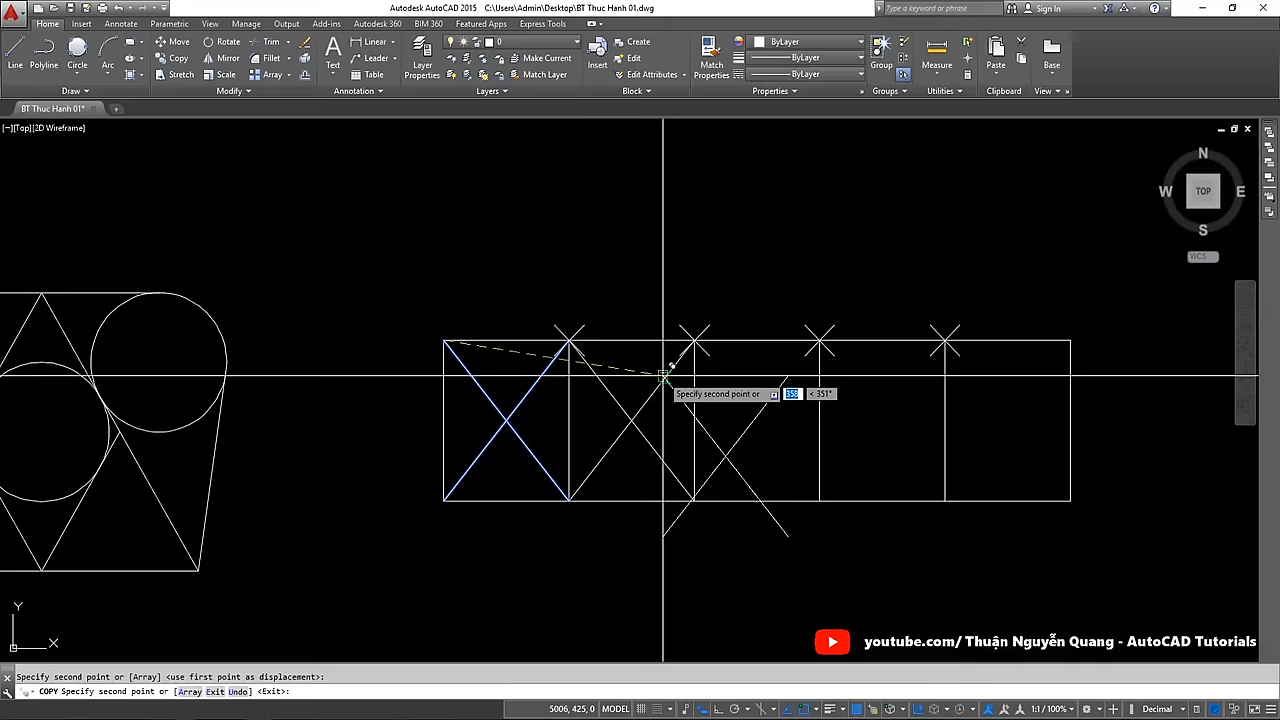 Autodesk AutoCAD 2015 C:\Users\Admin\Desktop\BT Thuc Hanh 01.dwg
Type a keyword or phrase
Sign In
Home Insert Annotate Parametric View Manage Output Add-ins Autodesk 360 BIM 360 Featured Apps Express Tools
Line Polyline Circle Arc
Move Rotate Trim
Copy Mirror Fillet
Stretch Scale Array
Text
Linear
Leader
Table
Layer
Properties
0
Make Current
Match Layer
Insert
Create
Edit
Edit Attributes
Match
Properties
ByLayer
ByLayer
ByLayer
Group
Measure
Paste
Base
Draw Modify Annotation Layers Block Properties Groups Utilities Clipboard View
BT Thuc Hanh 01*
[−][Top][2D Wireframe]
N
W TOP E
S
WCS
Specify second point or 358 < 351°
Y
X
youtube.com/ Thuận Nguyễn Quang - AutoCAD Tutorials
Specify second point or [Array] <use first point as displacement>:
COPY Specify second point or [Array Exit Undo] <Exit>:
5006, 425, 0 MODEL 1:1 / 100% Decimal